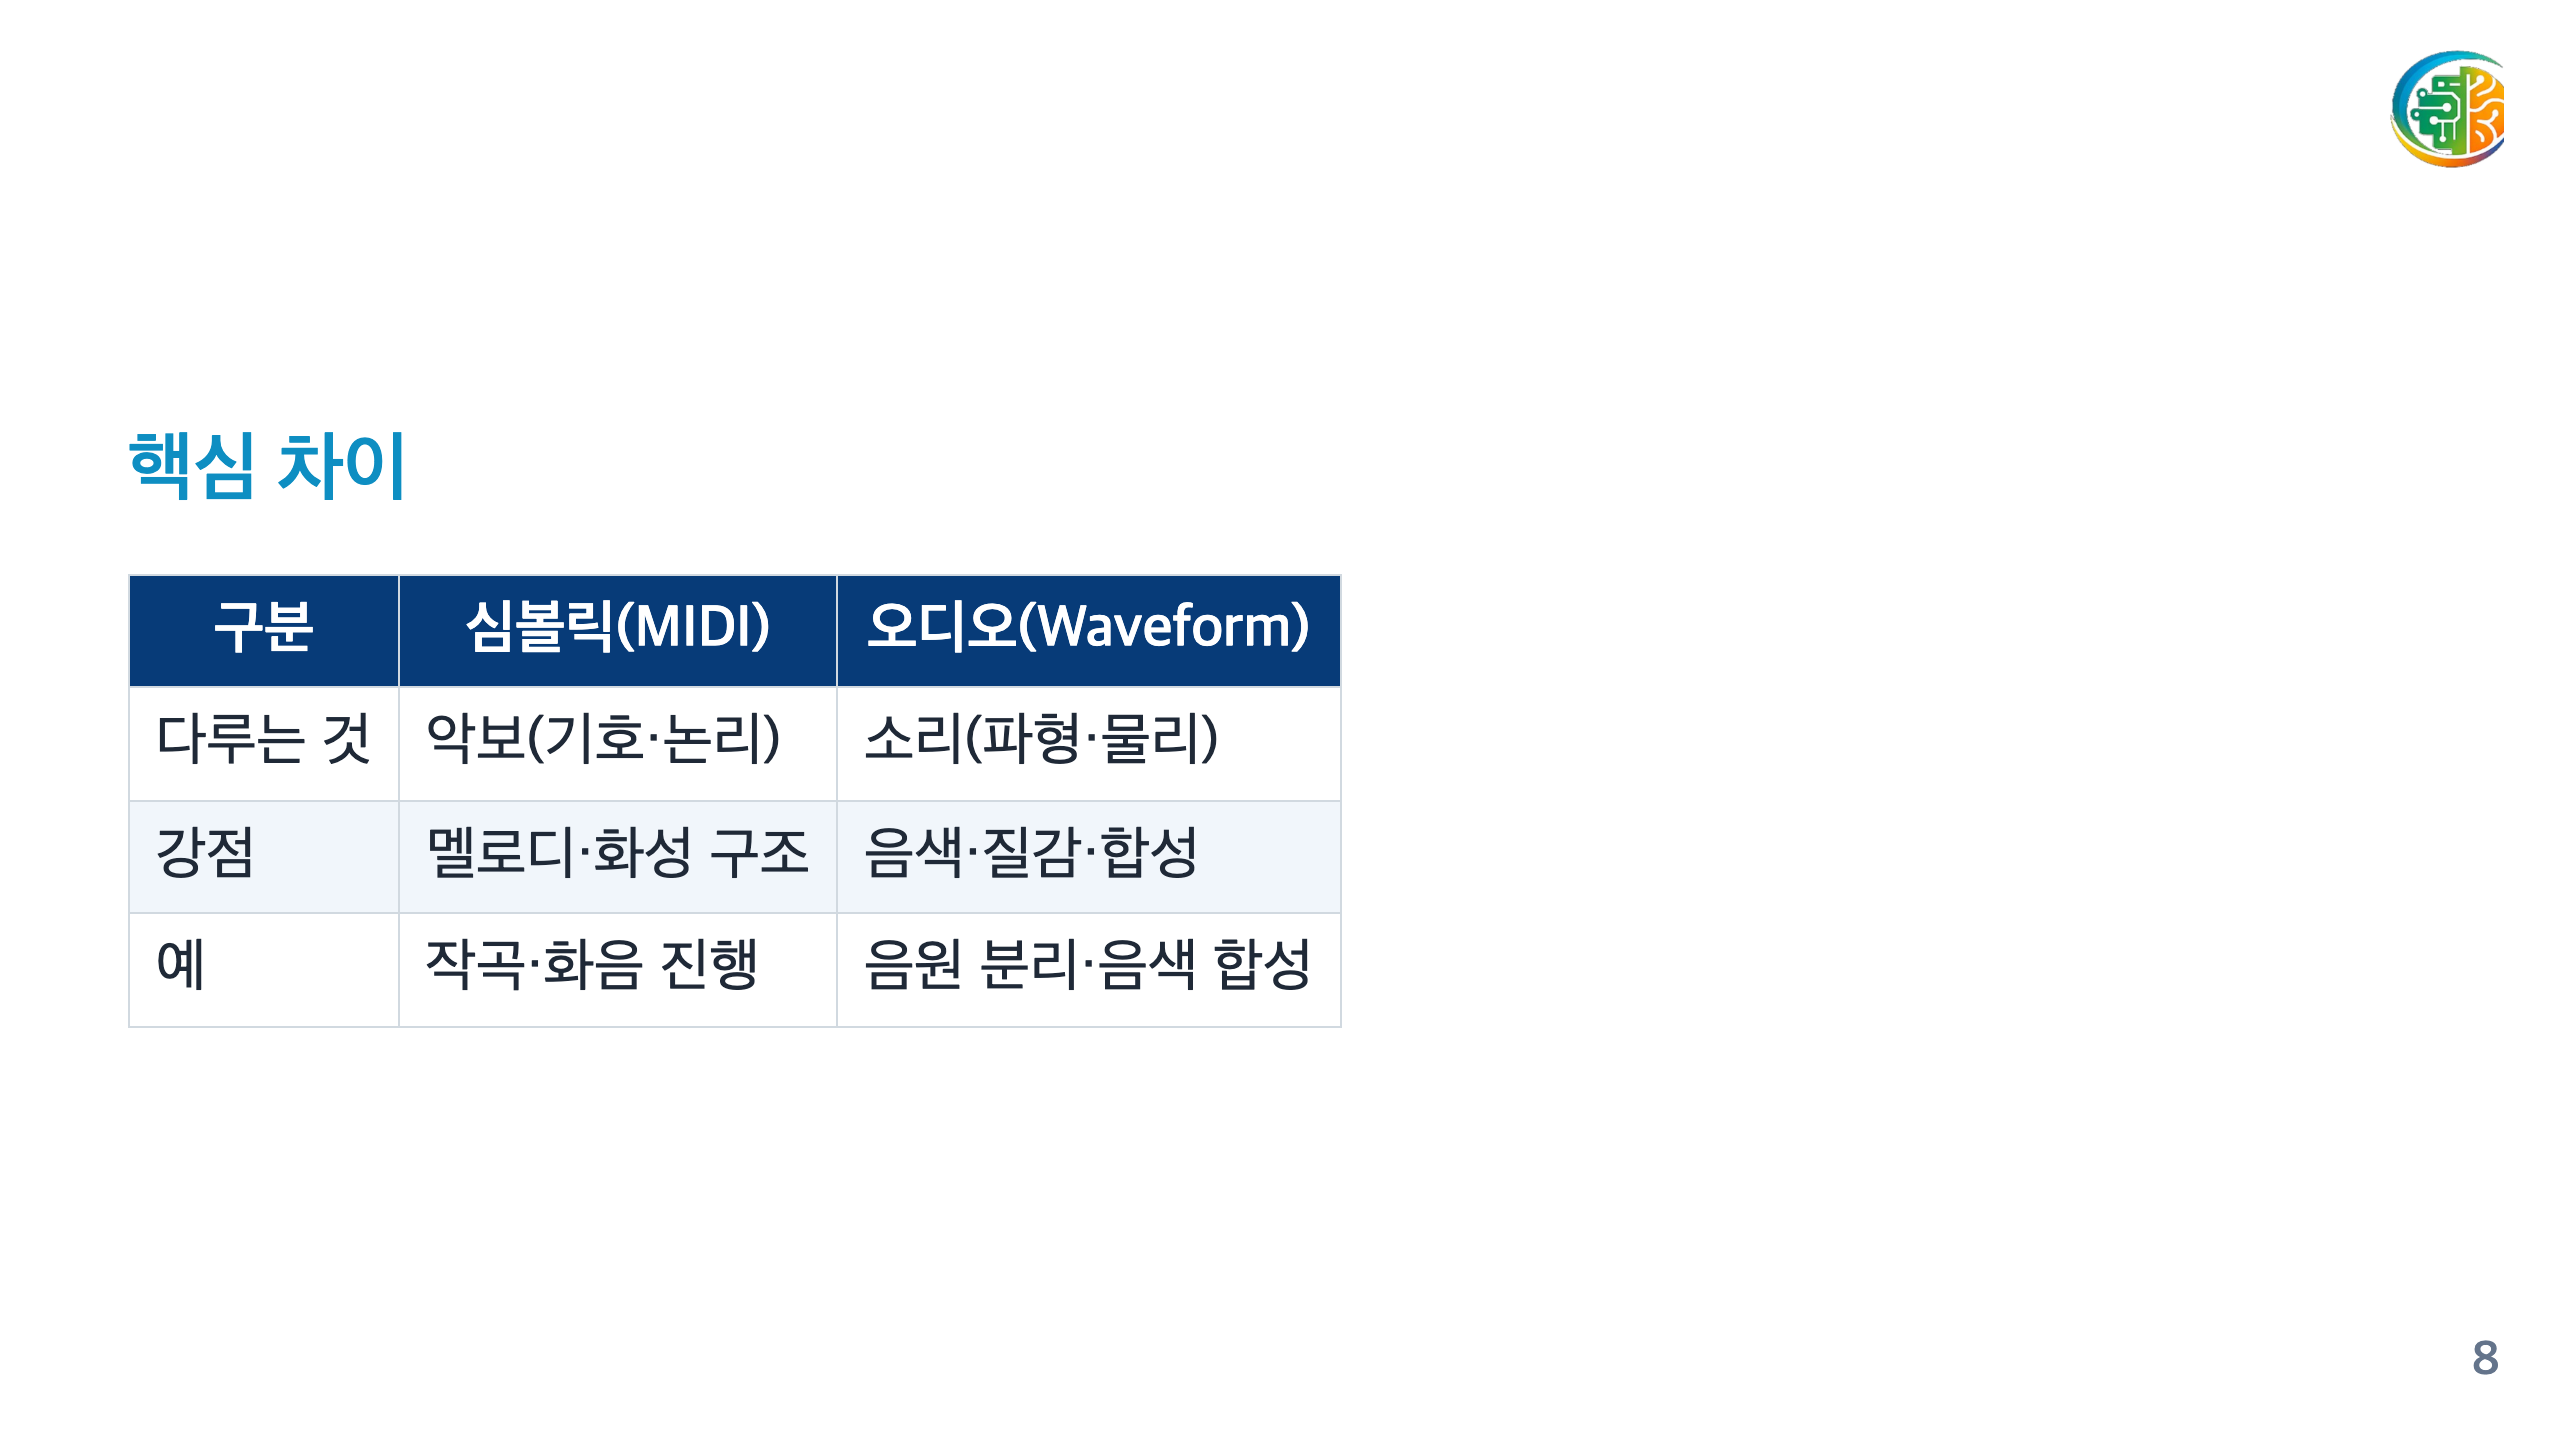 핵심 차이
구분 심볼릭(MIDI) 오디오(Waveform)
다루는 것 악보(기호·논리) 소리(파형·물리)
강점 멜로디·화성 구조 음색·질감·합성
예 작곡·화음 진행 음원 분리·음색 합성
8